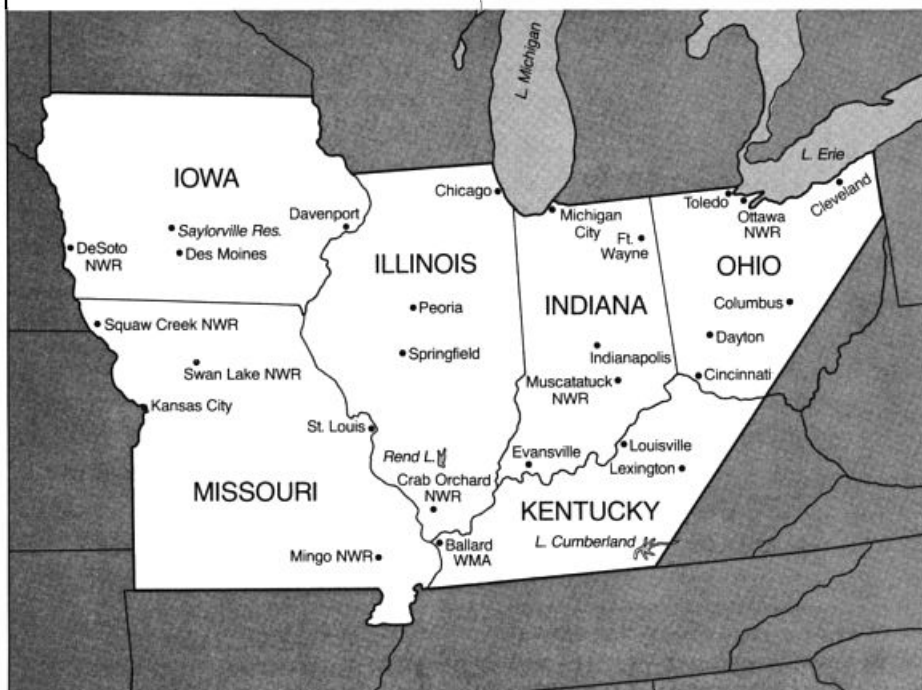 L. Michigan
L. Erie
IOWA
Chicago
Toledo
Cleveland
Davenport
Michigan
City
Ottawa
NWR
Saylorville Res.
Ft.
Wayne
DeSoto
NWR
Des Moines
ILLINOIS
OHIO
Peoria
INDIANA
Columbus
Squaw Creek NWR
Dayton
Springfield
Indianapolis
Swan Lake NWR
Muscatatuck
NWR
Cincinnati
Kansas City
St. Louis
Rend L.
Evansville
Louisville
Lexington
Crab Orchard
NWR
MISSOURI
KENTUCKY
Ballard
WMA
L. Cumberland
Mingo NWR